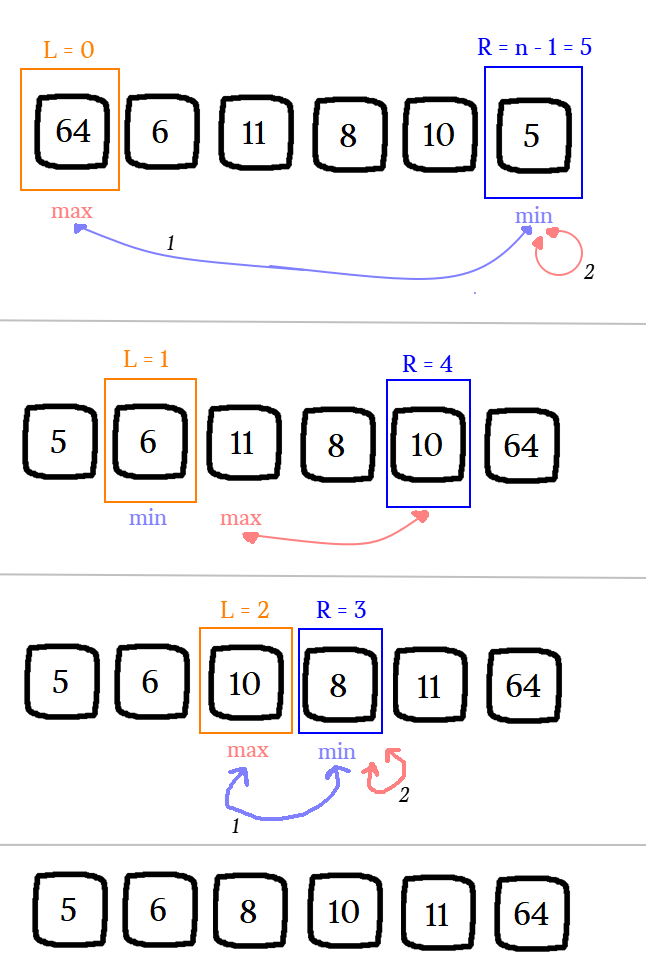 L = 0
R = n - 1 = 5
64 6 11 8 10 5
max
min
1
2
L = 1
R = 4
5 6 11 8 10 64
min
max
L = 2
R = 3
5 6 10 8 11 64
max
min
2
1
5 6 8 10 11 64